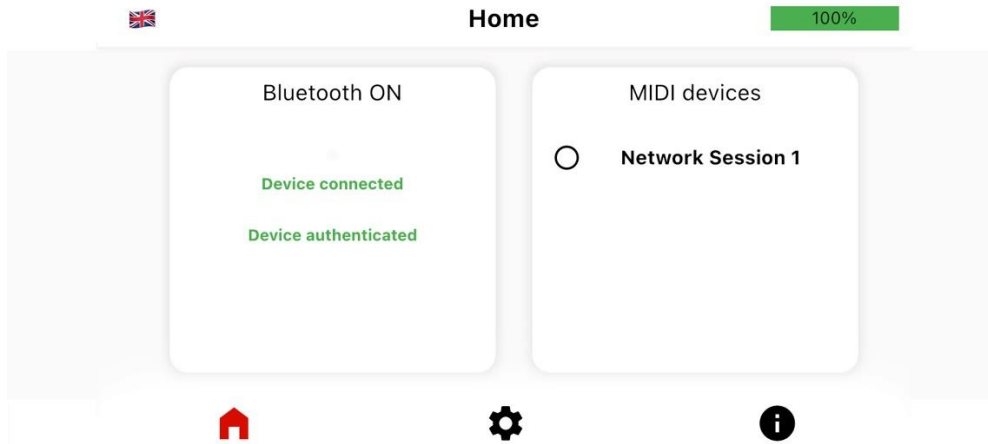 Home
100%
Bluetooth ON
Device connected
Device authenticated
MIDI devices
Network Session 1